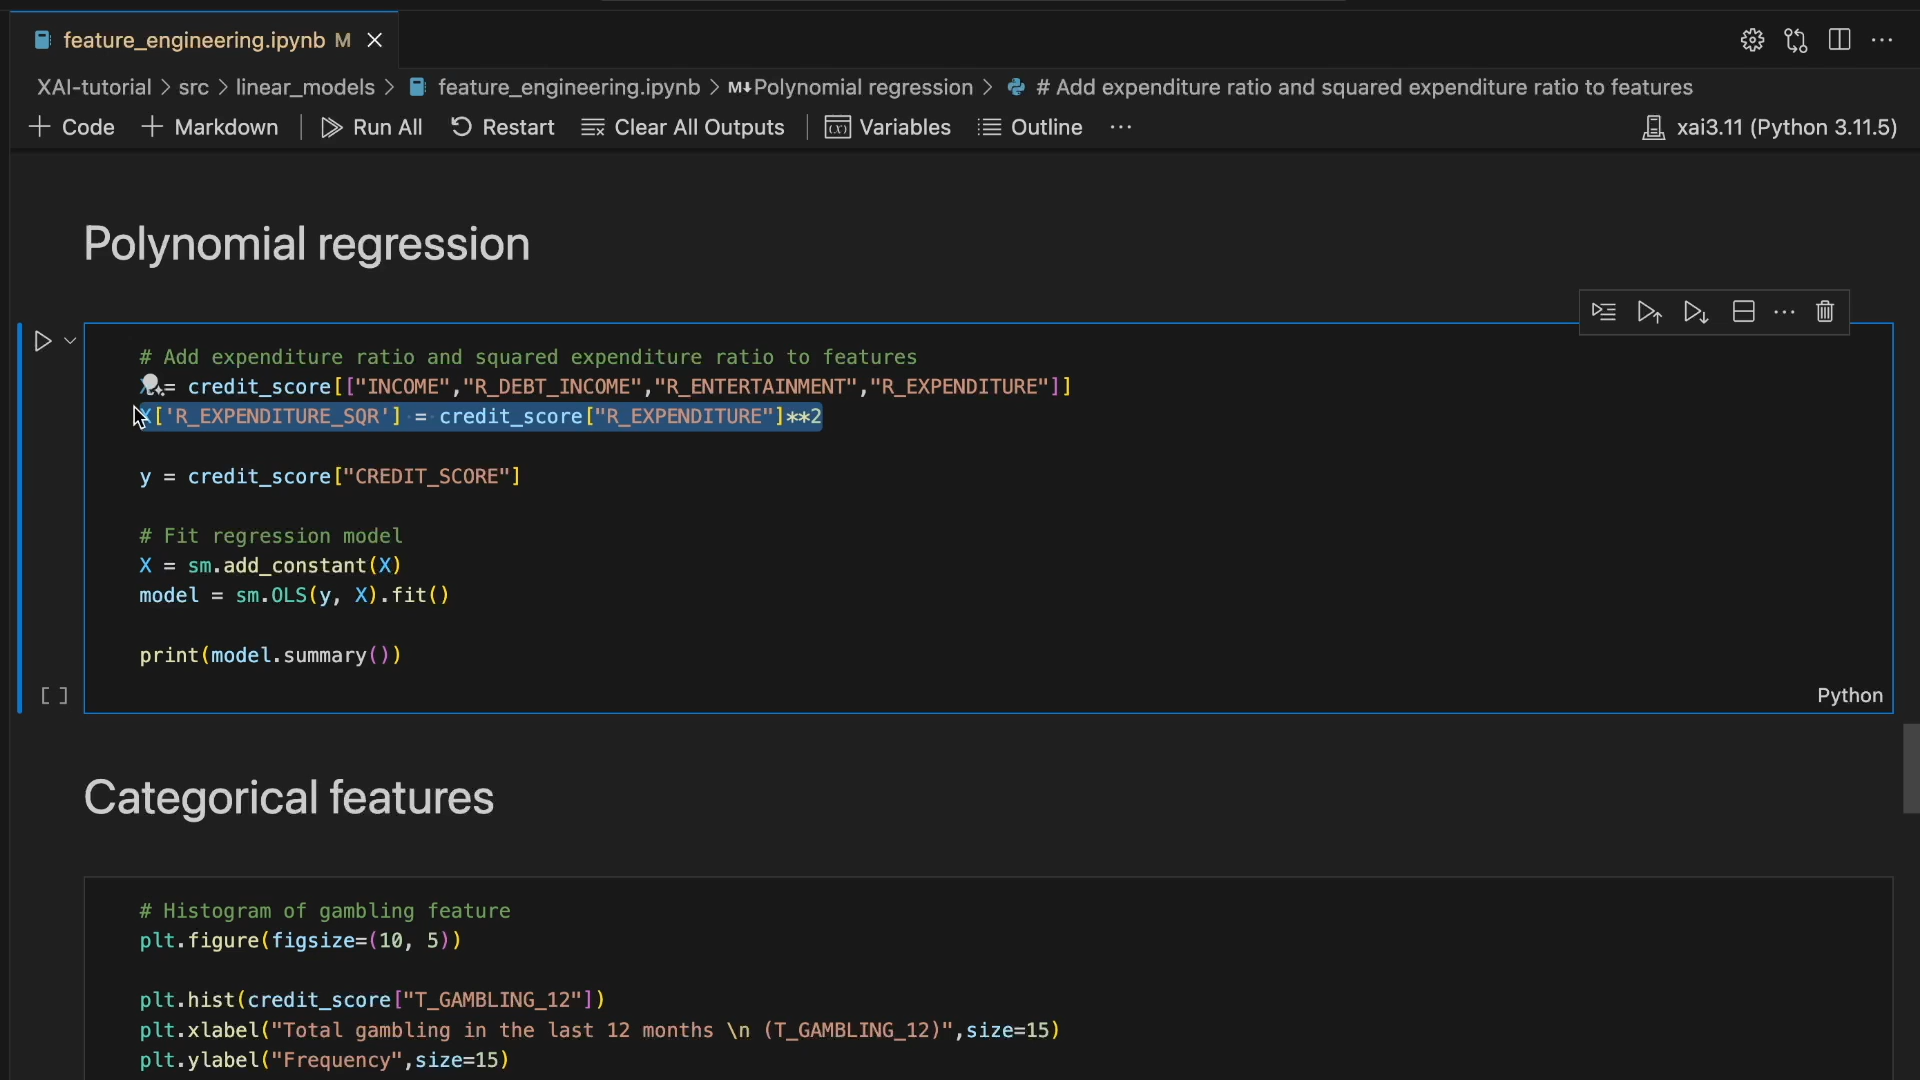 feature_engineering.ipynb M
XAI-tutorial > src > linear_models > feature_engineering.ipynb > M↓Polynomial regression > # Add expenditure ratio and squared expenditure ratio to features
Code Markdown Run All Restart Clear All Outputs Variables Outline ··· xai3.11 (Python 3.11.5)
Polynomial regression
# Add expenditure ratio and squared expenditure ratio to features
= credit_score[["INCOME","R_DEBT_INCOME","R_ENTERTAINMENT","R_EXPENDITURE"]]
X['R_EXPENDITURE_SQR'] = credit_score["R_EXPENDITURE"]**2
y = credit_score["CREDIT_SCORE"]
# Fit regression model
X = sm.add_constant(X)
model = sm.OLS(y, X).fit()
print(model.summary())
[ ] Python
Categorical features
# Histogram of gambling feature
plt.figure(figsize=(10, 5))
plt.hist(credit_score["T_GAMBLING_12"])
plt.xlabel("Total gambling in the last 12 months \n (T_GAMBLING_12)",size=15)
plt.ylabel("Frequency",size=15)